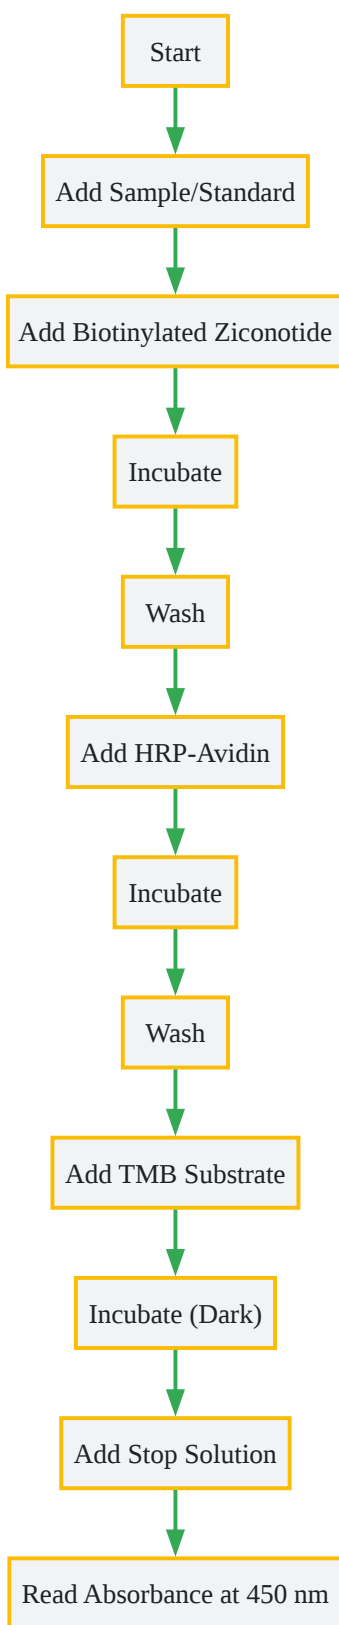 Start
Add Sample/Standard
Add Biotinylated Ziconotide
Incubate
Wash
Add HRP-Avidin
Incubate
Wash
Add TMB Substrate
Incubate (Dark)
Add Stop Solution
Read Absorbance at 450 nm